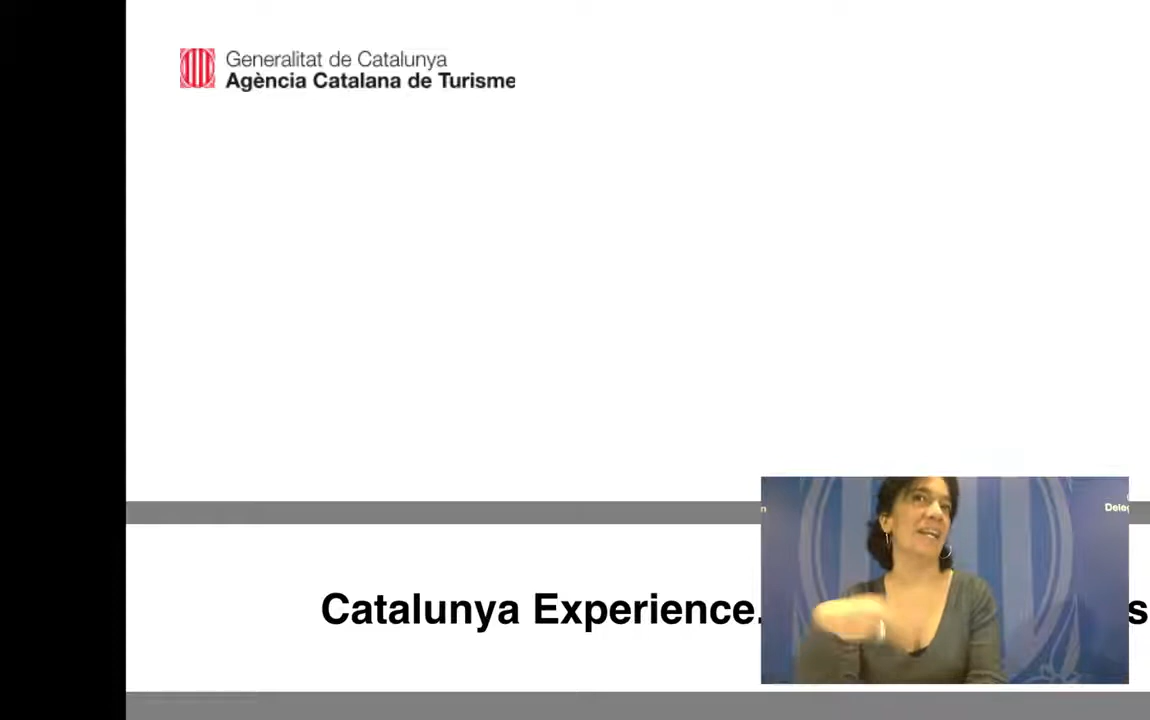 Generalitat de Catalunya
Agència Catalana de Turisme
Catalunya Experience.